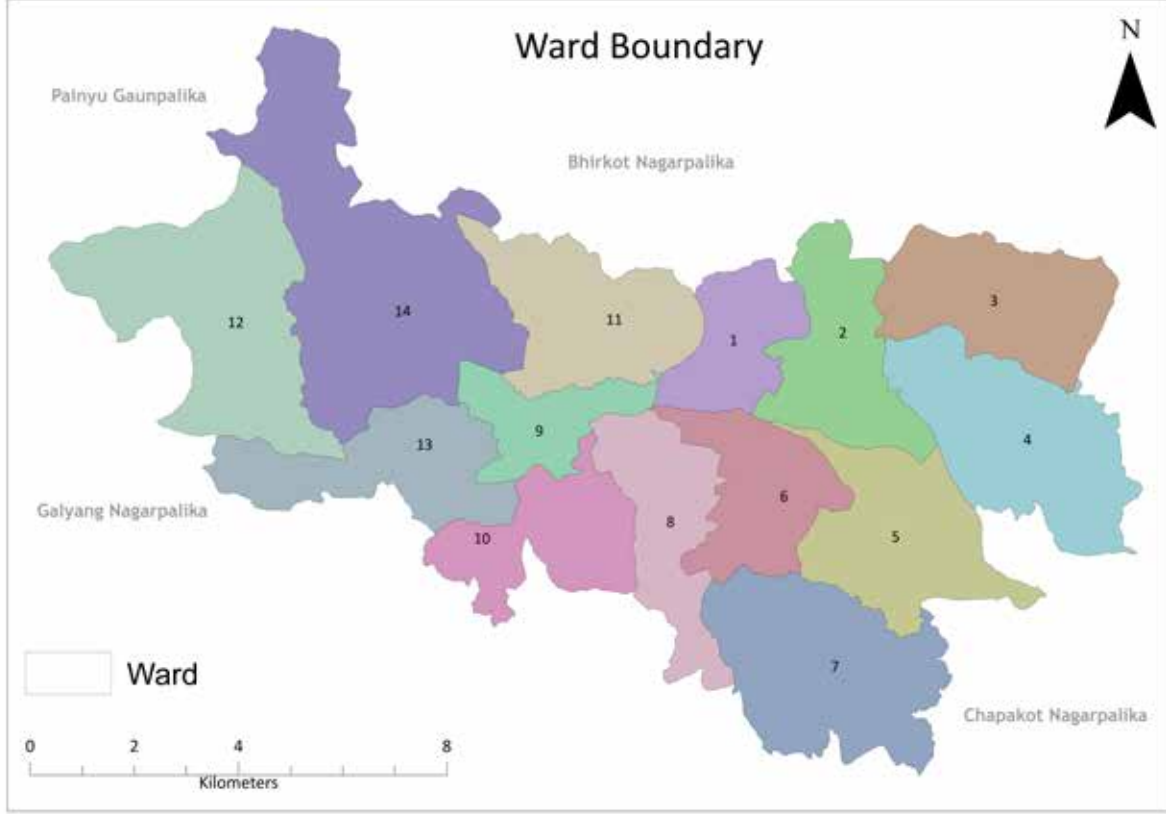 Ward Boundary
N
Painyu Gaunpalika
Bhirkot Nagarpalika
3
14
11
12
1
2
9
13
4
6
8
5
Galyang Nagarpalika
10
7
Ward
Chapakot Nagarpalika
0 2 4 8
Kilometers